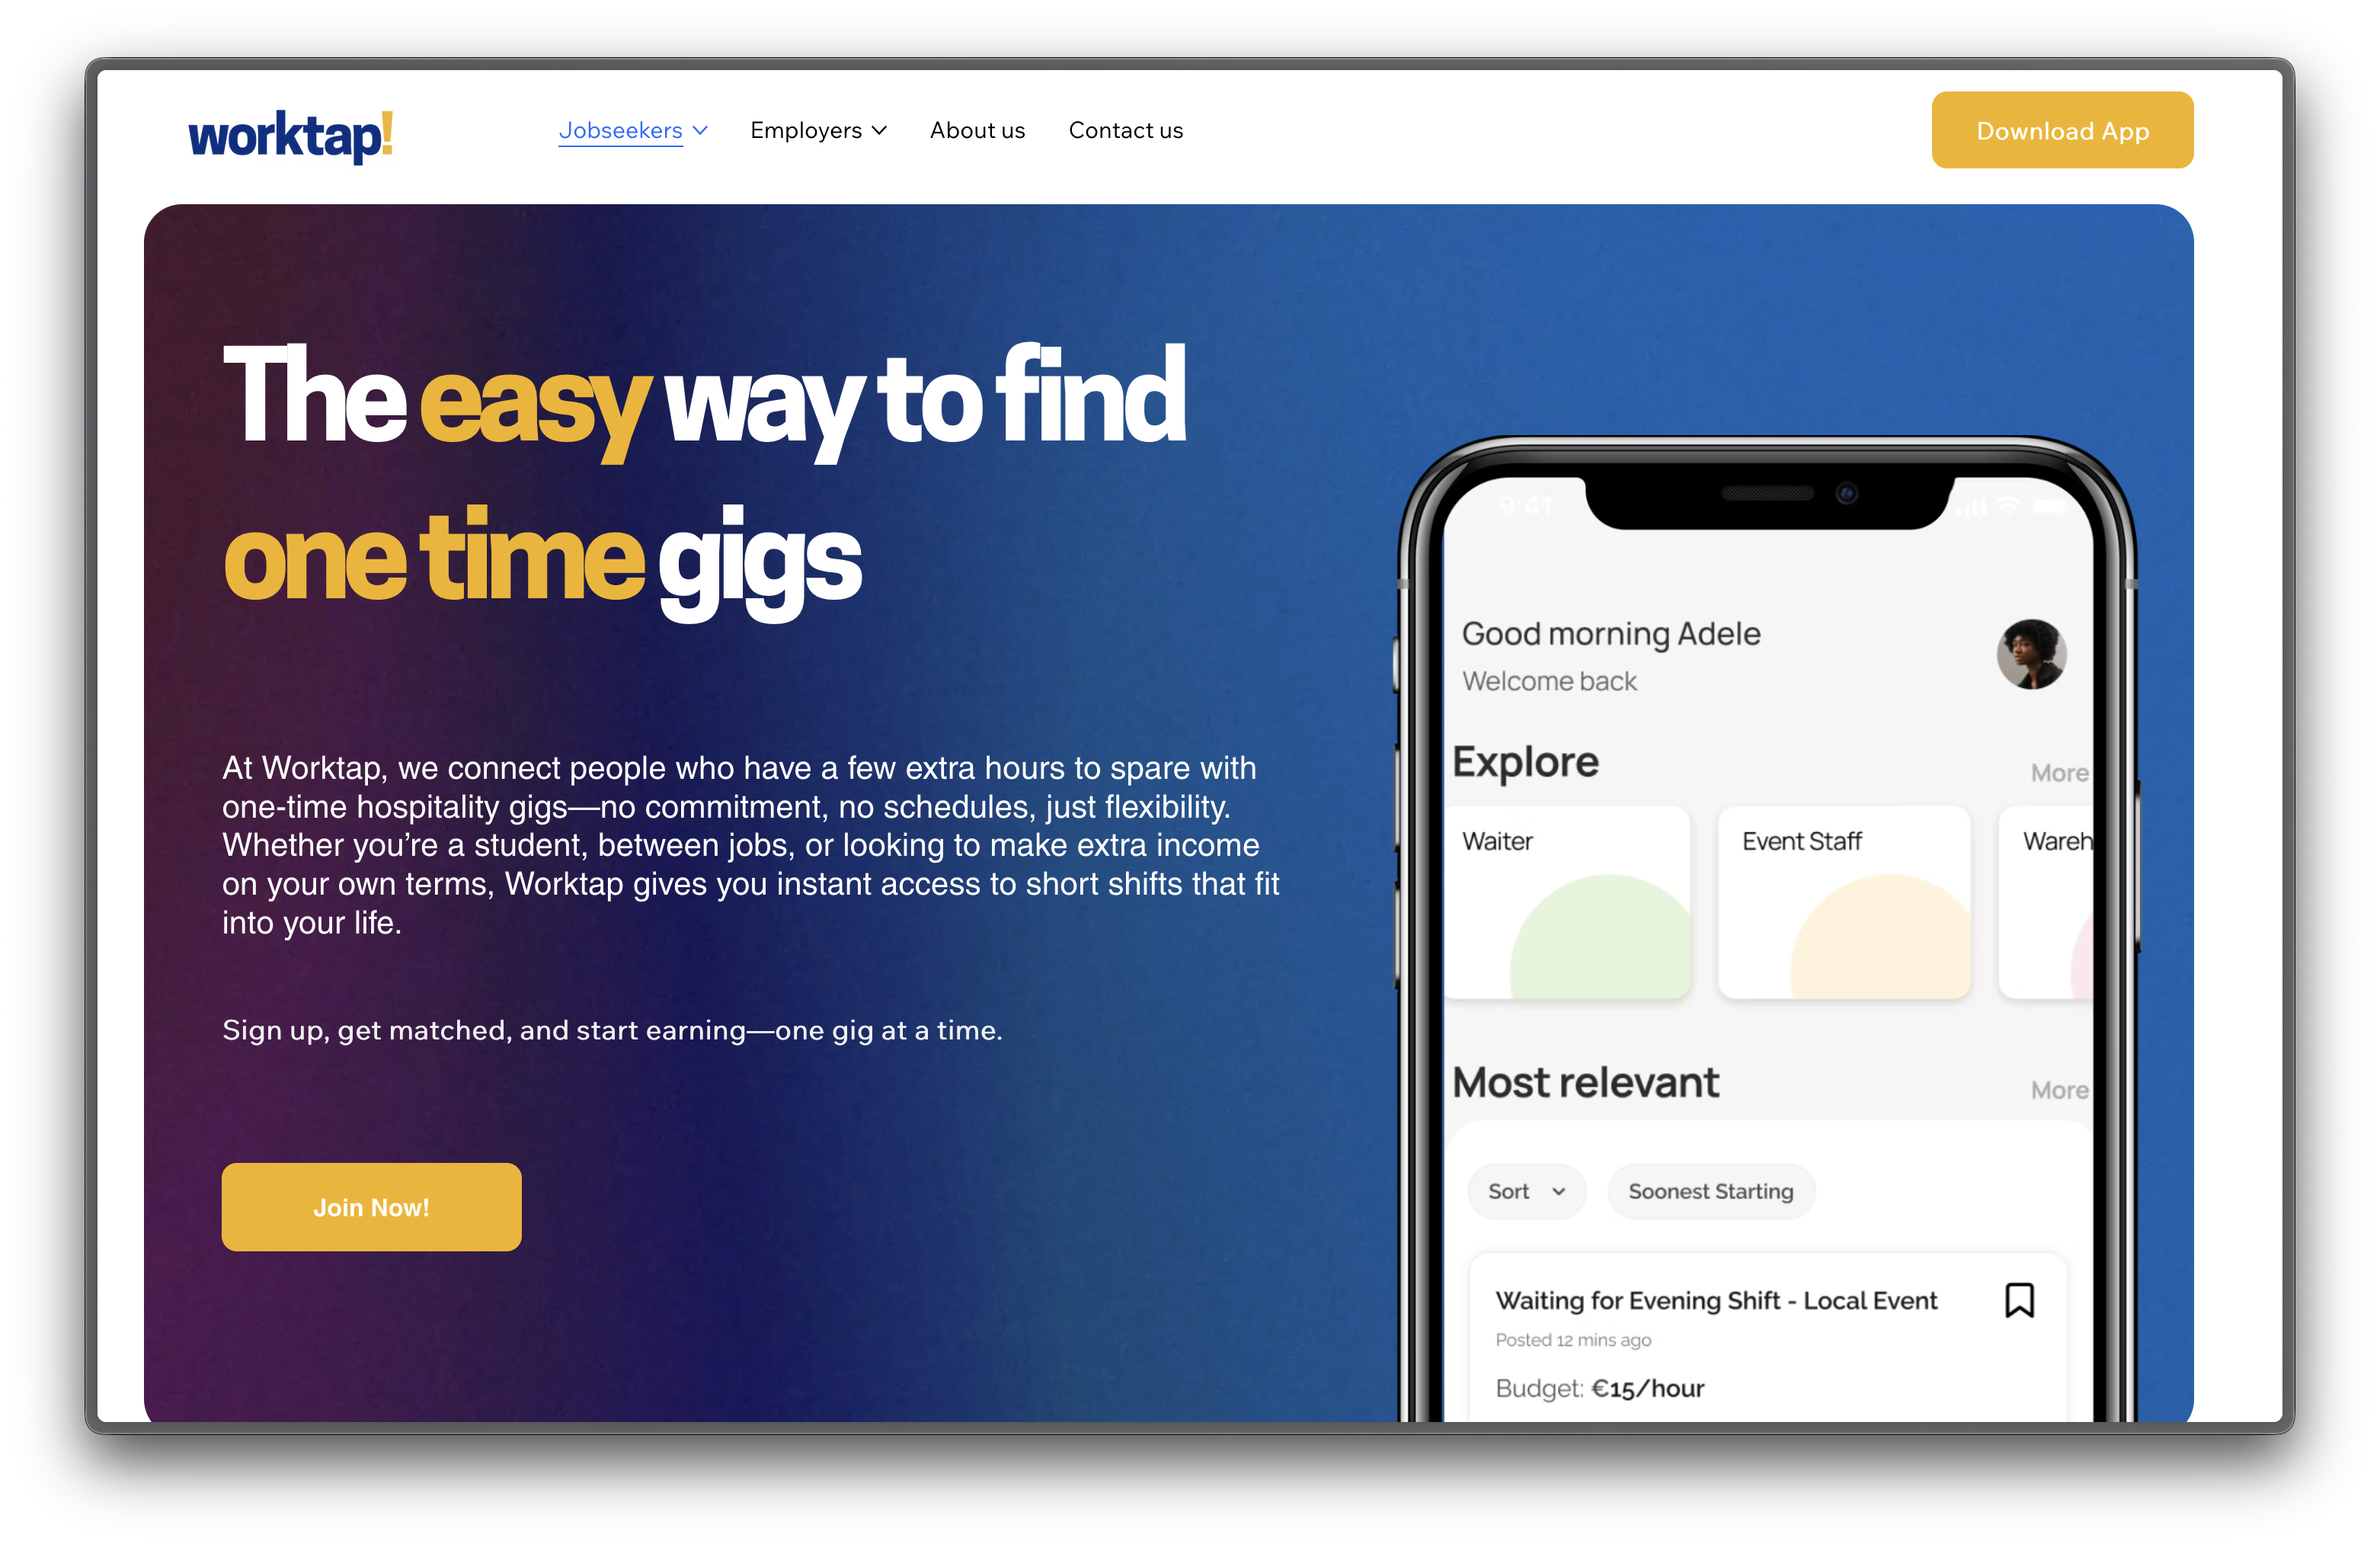 worktap!
Jobseekers
Employers
About us
Contact us
Download App
The easy way to find
one time gigs
At Worktap, we connect people who have a few extra hours to spare with
one-time hospitality gigs—no commitment, no schedules, just flexibility.
Whether you’re a student, between jobs, or looking to make extra income
on your own terms, Worktap gives you instant access to short shifts that fit
into your life.
Sign up, get matched, and start earning—one gig at a time.
Join Now!
9:41
Good morning Adele
Welcome back
Explore
More
Waiter
Event Staff
Wareh
Most relevant
More
Sort
Soonest Starting
Waiting for Evening Shift - Local Event
Posted 12 mins ago
Budget: €15/hour